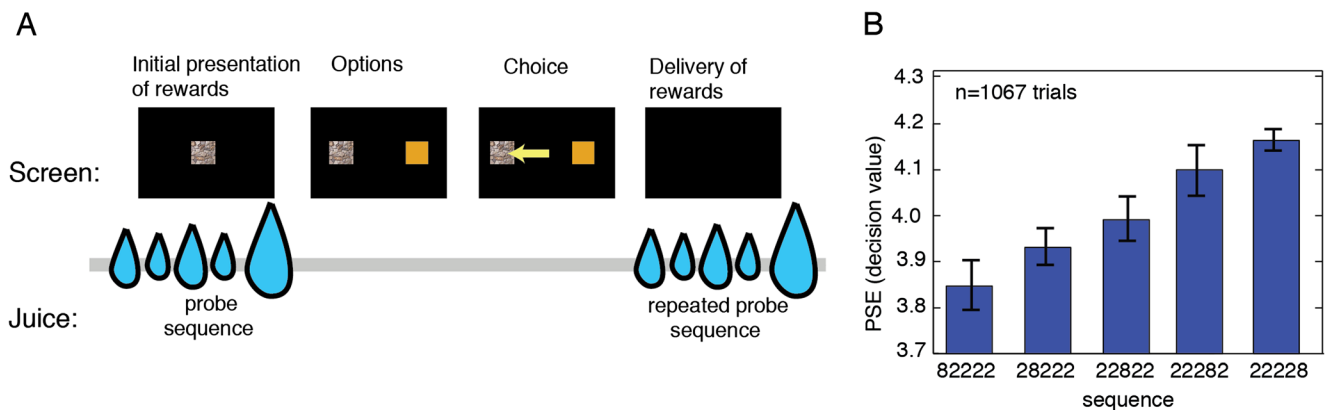 A
Initial presentation
of rewards
Options
Choice
Delivery of
rewards
Screen:
probe
sequence
repeated probe
sequence
Juice:
B
n=1067 trials
PSE (decision value)
4.3
4.2
4.1
4.0
3.9
3.8
3.7
82222
28222
22822
22282
22228
sequence